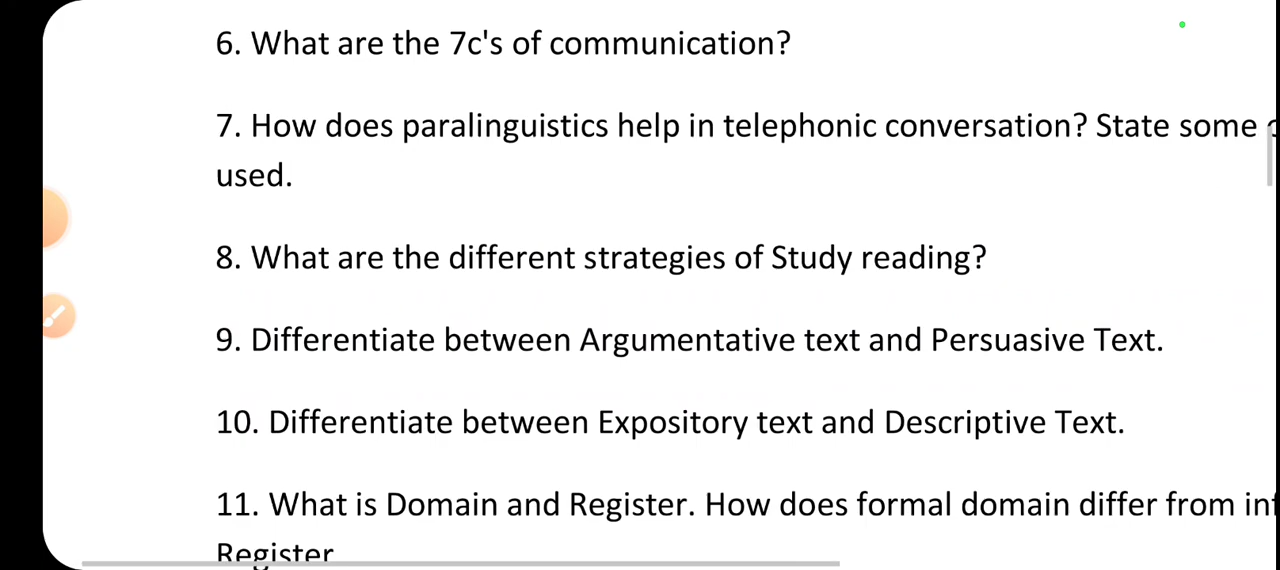 6. What are the 7c's of communication?
7. How does paralinguistics help in telephonic conversation? State some
used.
8. What are the different strategies of Study reading?
9. Differentiate between Argumentative text and Persuasive Text.
10. Differentiate between Expository text and Descriptive Text.
11. What is Domain and Register. How does formal domain differ from
Register